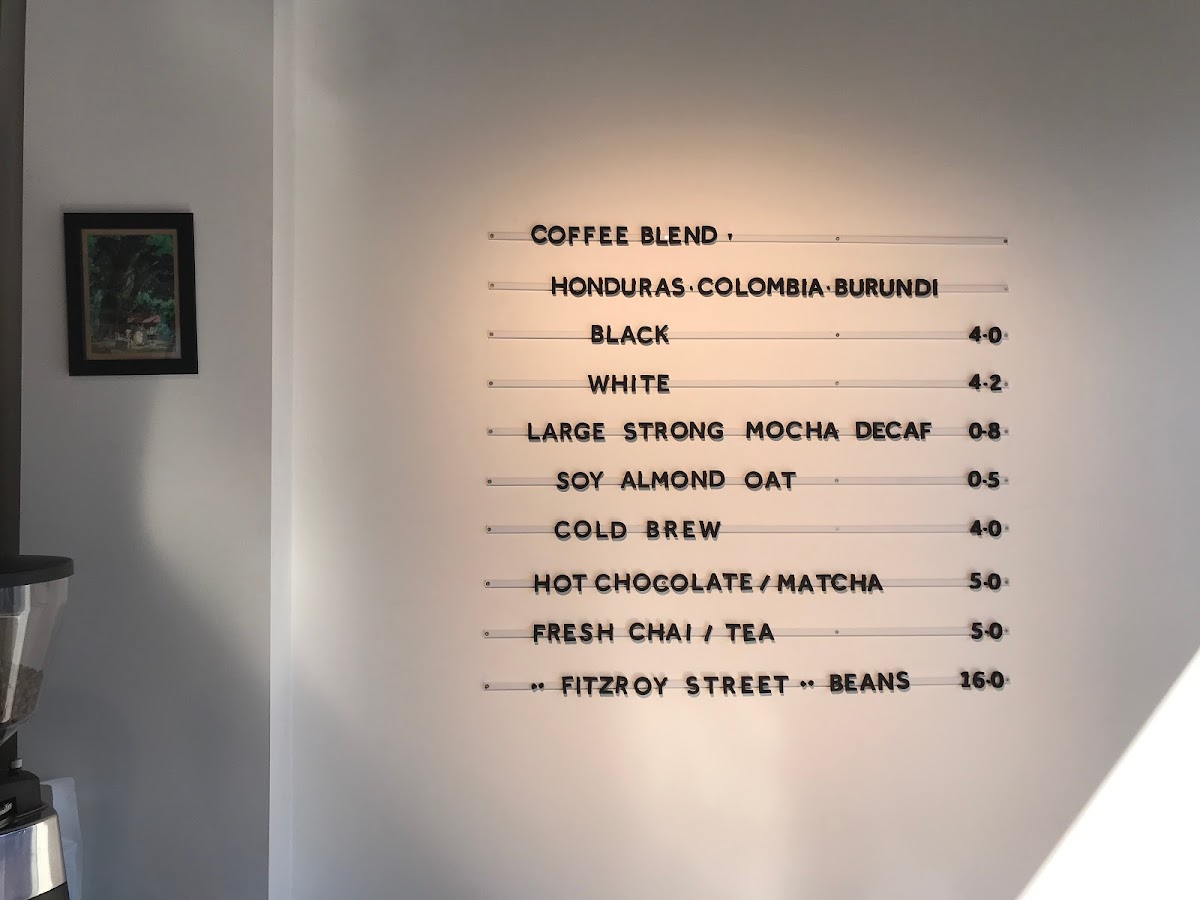 COFFEE BLEND,
HONDURAS·COLOMBIA·BURUNDI
BLACK 4·0
WHITE 4·2
LARGE STRONG MOCHA DECAF 0·8
SOY ALMOND OAT 0·5
COLD BREW 4·0
HOT CHOCOLATE / MATCHA 5·0
FRESH CHAI / TEA 5·0
·· FITZROY STREET ·· BEANS 16·0